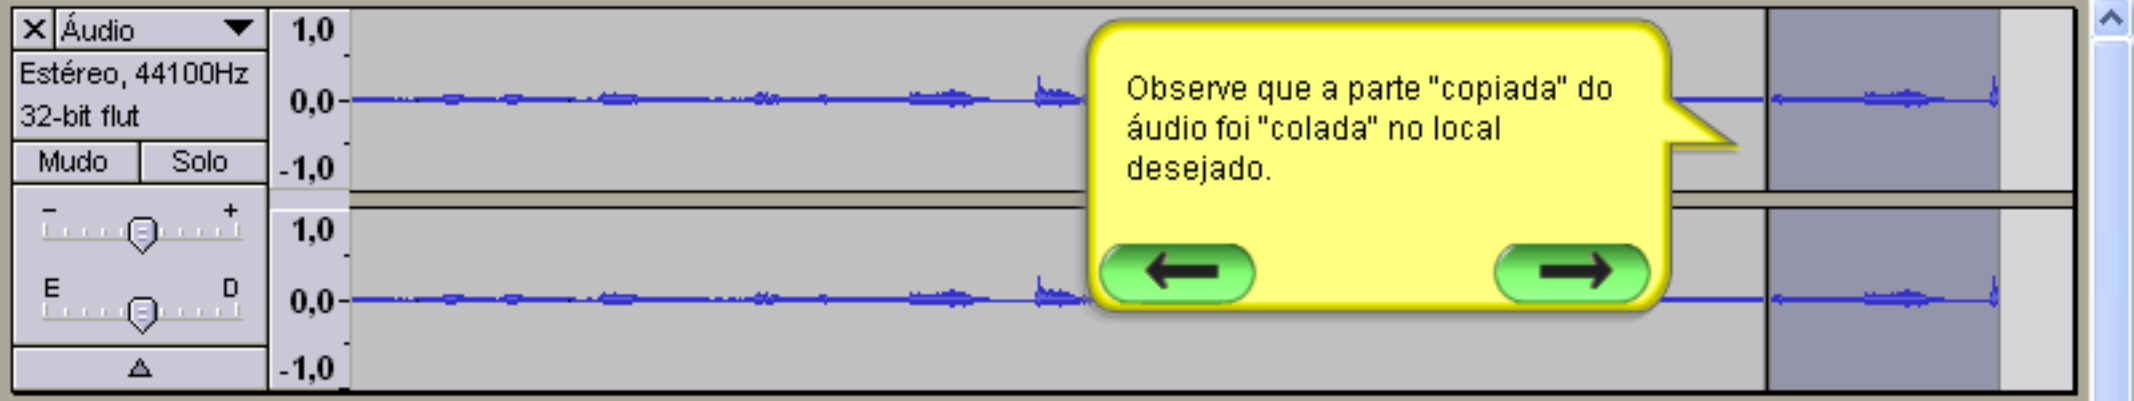 Áudio
Estéreo, 44100Hz
32-bit flut
Mudo Solo
- +
E D
1,0
0,0-
-1,0
1,0
0,0-
-1,0
Observe que a parte "copiada" do
áudio foi "colada" no local
desejado.